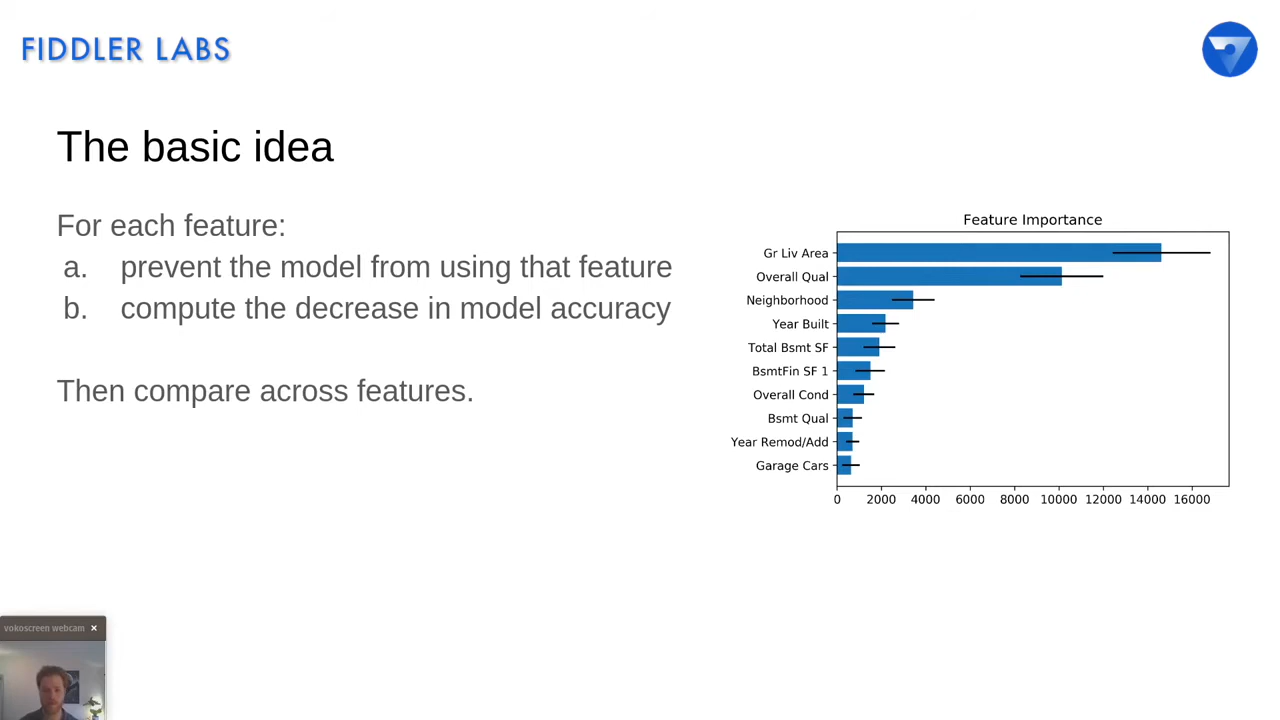 FIDDLER LABS
The basic idea
For each feature:
a. prevent the model from using that feature
b. compute the decrease in model accuracy
Then compare across features.
Feature Importance
Gr Liv Area
Overall Qual
Neighborhood
Year Built
Total Bsmt SF
BsmtFin SF 1
Overall Cond
Bsmt Qual
Year Remod/Add
Garage Cars
0 2000 4000 6000 8000 10000 12000 14000 16000
vokoscreen webcam ×